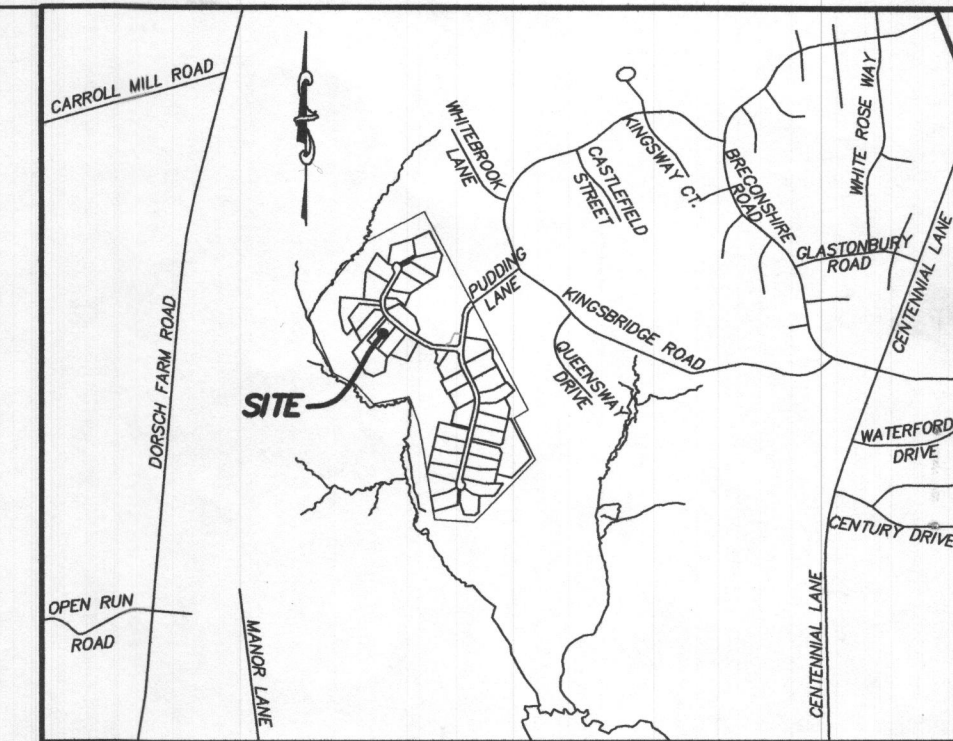 CARROLL MILL ROAD
WHITEBROOK
LANE
CASTLEFIELD
STREET
KINGSWAY CT.
BRECONSHIRE
ROAD
WHITE ROSE WAY
GLASTONBURY
ROAD
CENTENNIAL LANE
PUDDING
LANE
KINGSBRIDGE ROAD
QUEENSWAY
DRIVE
DORSCH FARM ROAD
SITE
WATERFORD
DRIVE
CENTURY DRIVE
OPEN RUN
ROAD
MANOR LANE
CENTENNIAL LANE